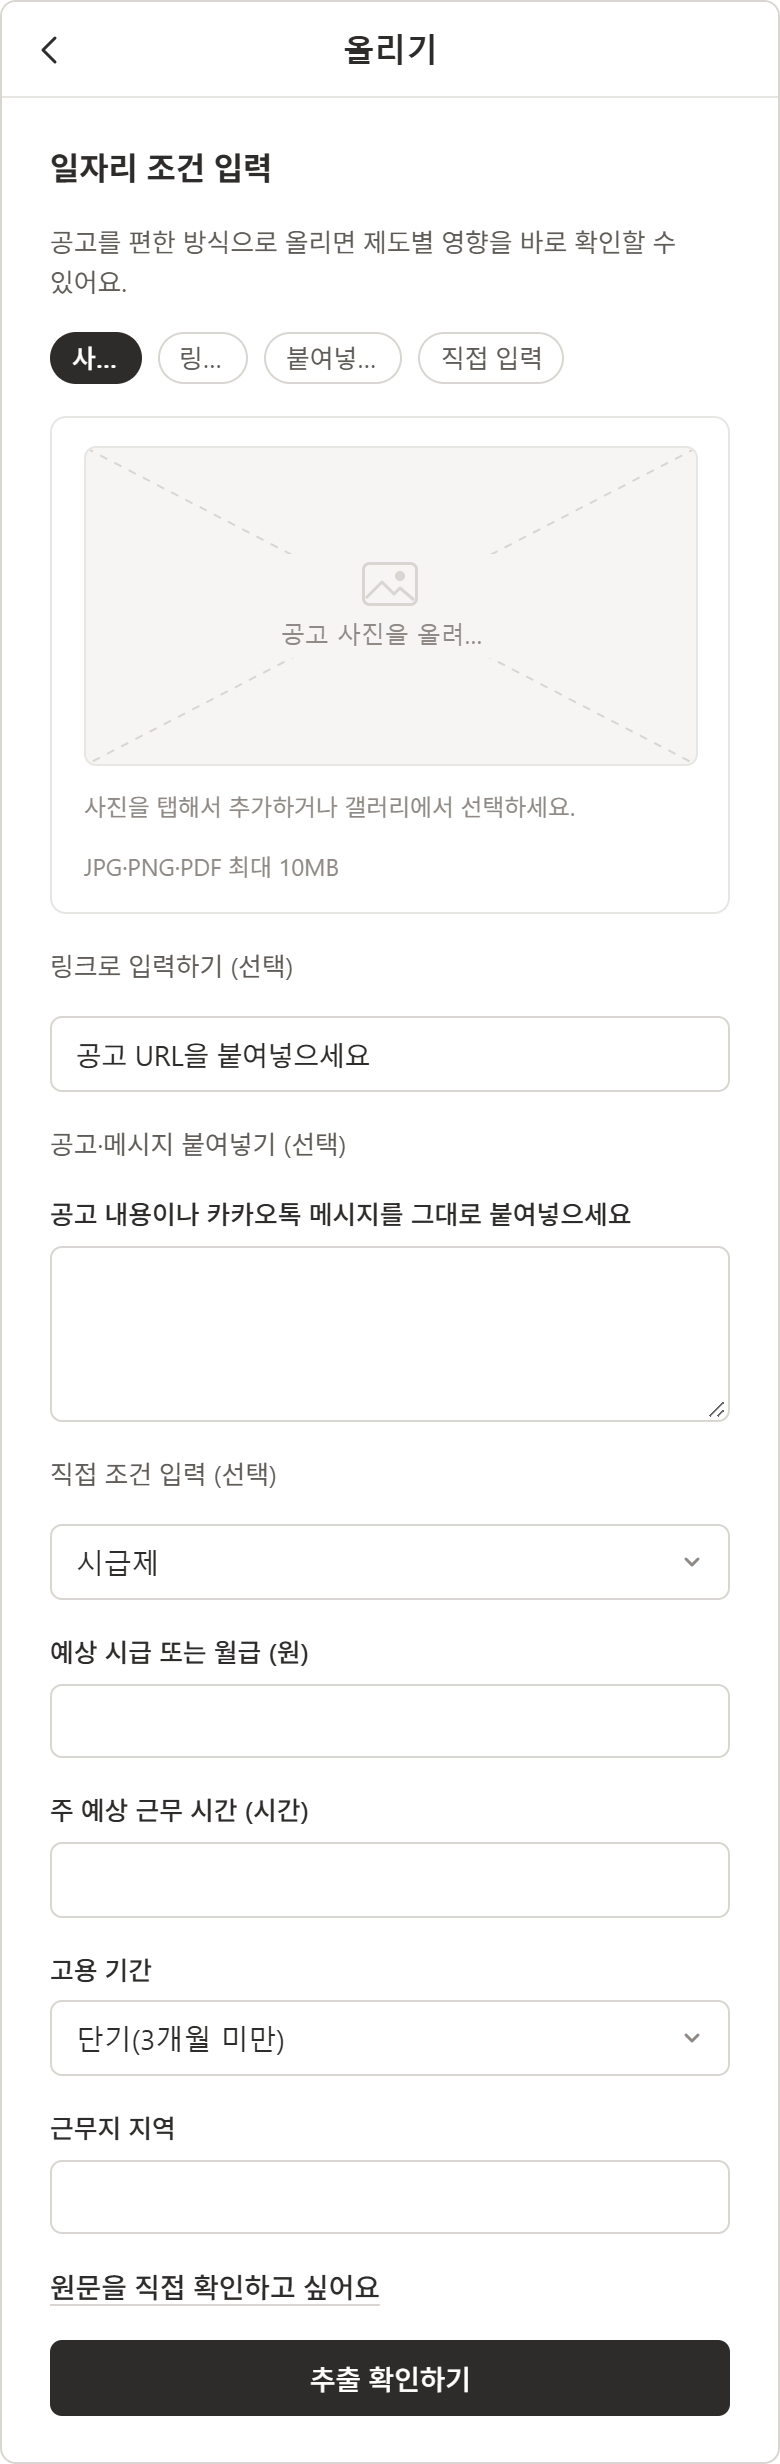 올리기
일자리 조건 입력
공고를 편한 방식으로 올리면 제도별 영향을 바로 확인할 수
있어요.
사... 링... 붙여넣... 직접 입력
공고 사진을 올려...
사진을 탭해서 추가하거나 갤러리에서 선택하세요.
JPG·PNG·PDF 최대 10MB
링크로 입력하기 (선택)
공고 URL을 붙여넣으세요
공고·메시지 붙여넣기 (선택)
공고 내용이나 카카오톡 메시지를 그대로 붙여넣으세요
직접 조건 입력 (선택)
시급제
예상 시급 또는 월급 (원)
주 예상 근무 시간 (시간)
고용 기간
단기(3개월 미만)
근무지 지역
원문을 직접 확인하고 싶어요
추출 확인하기